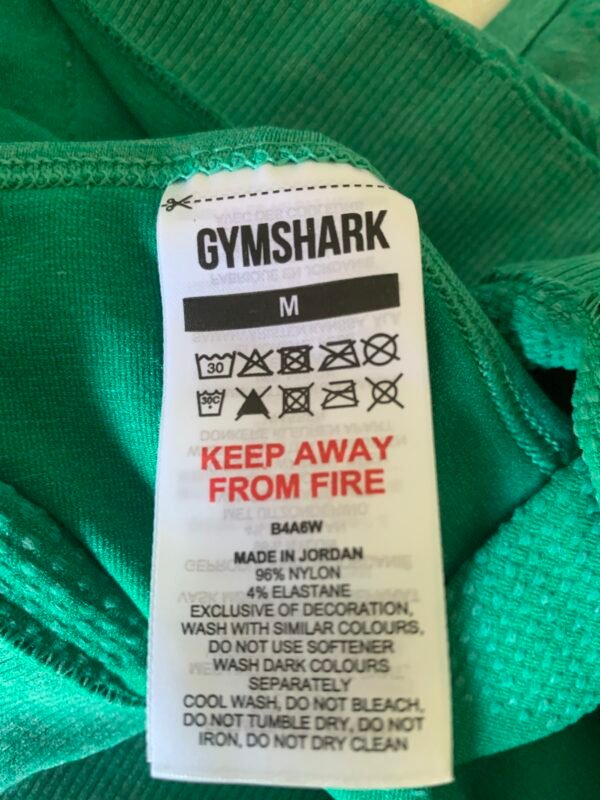 GYMSHARK
M
30
30C
KEEP AWAY
FROM FIRE
B4A6W
MADE IN JORDAN
96% NYLON
4% ELASTANE
EXCLUSIVE OF DECORATION,
WASH WITH SIMILAR COLOURS,
DO NOT USE SOFTENER
WASH DARK COLOURS
SEPARATELY
COOL WASH, DO NOT BLEACH,
DO NOT TUMBLE DRY, DO NOT
IRON, DO NOT DRY CLEAN